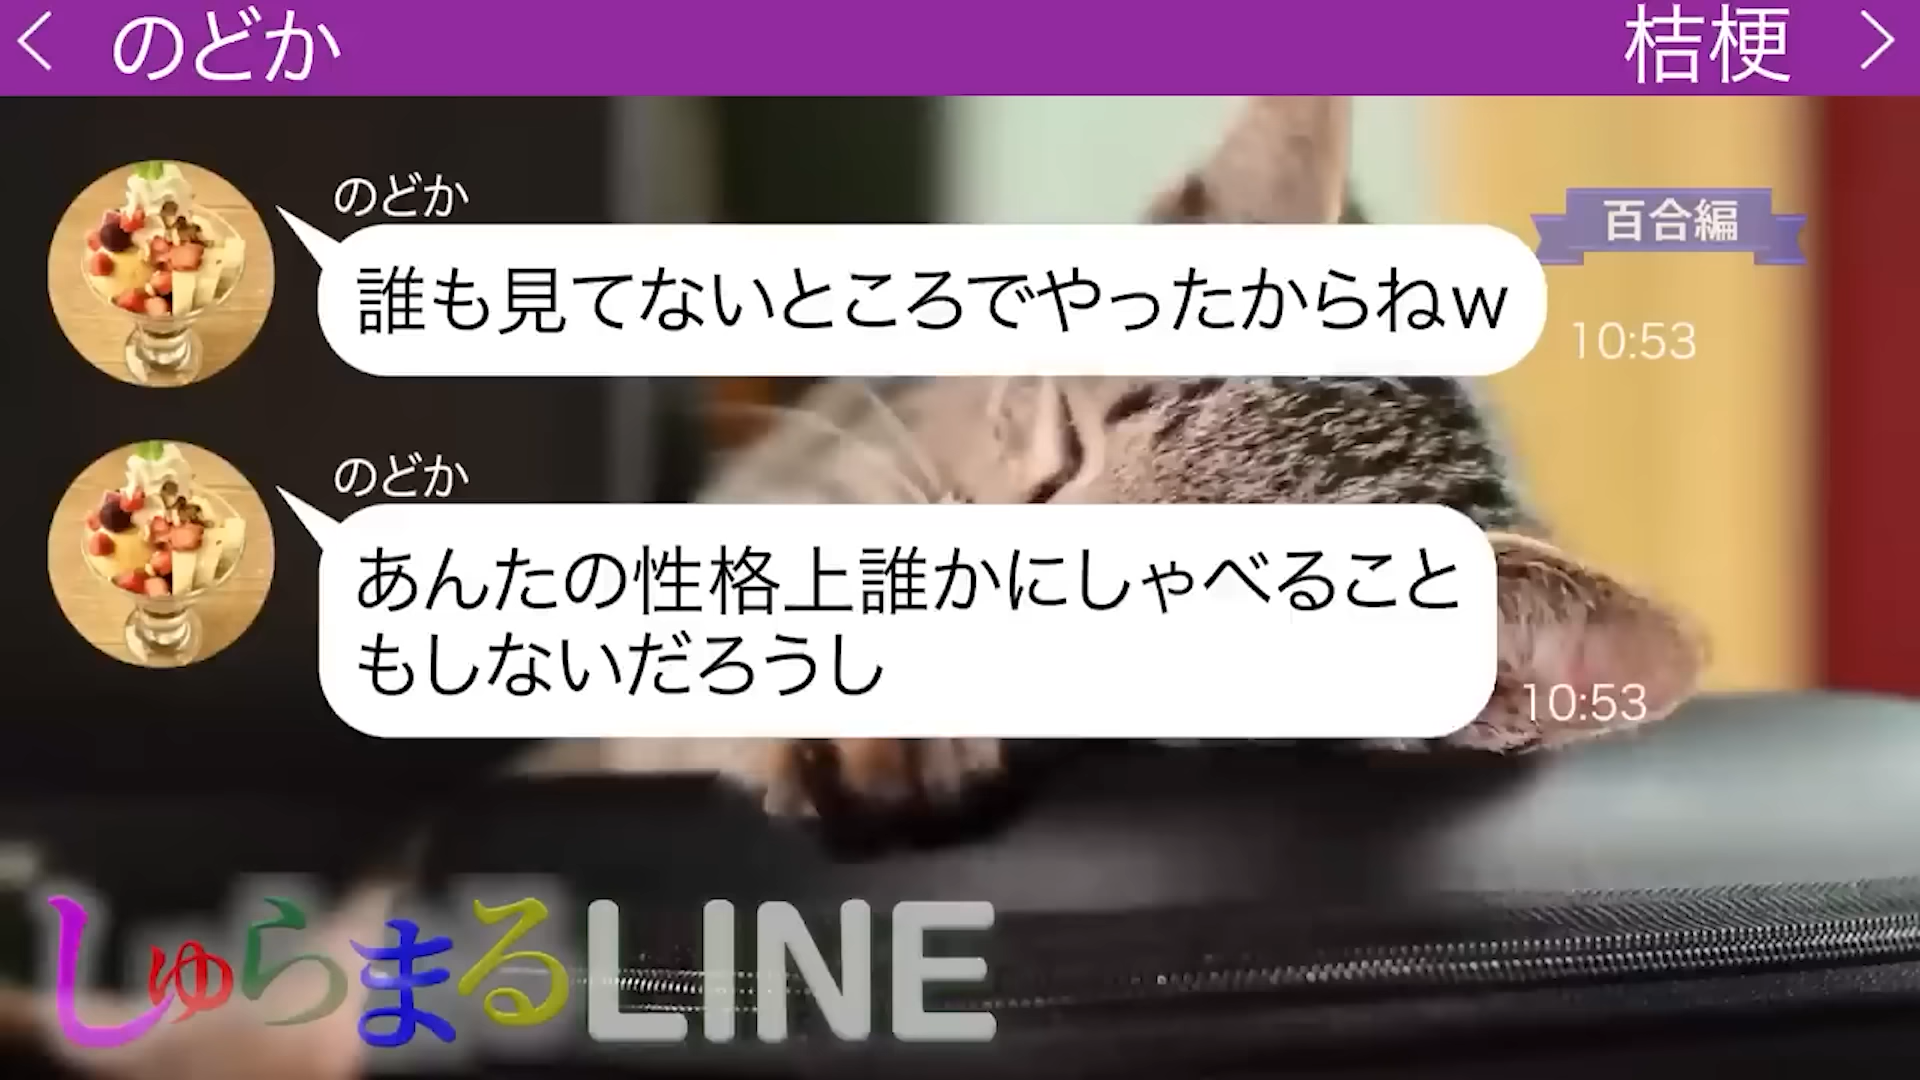 のどか
桔梗
のどか
百合編
誰も見てないところでやったからねw
10:53
のどか
あんたの性格上誰かにしゃべること
もしないだろうし
10:53
しゅらまるLINE